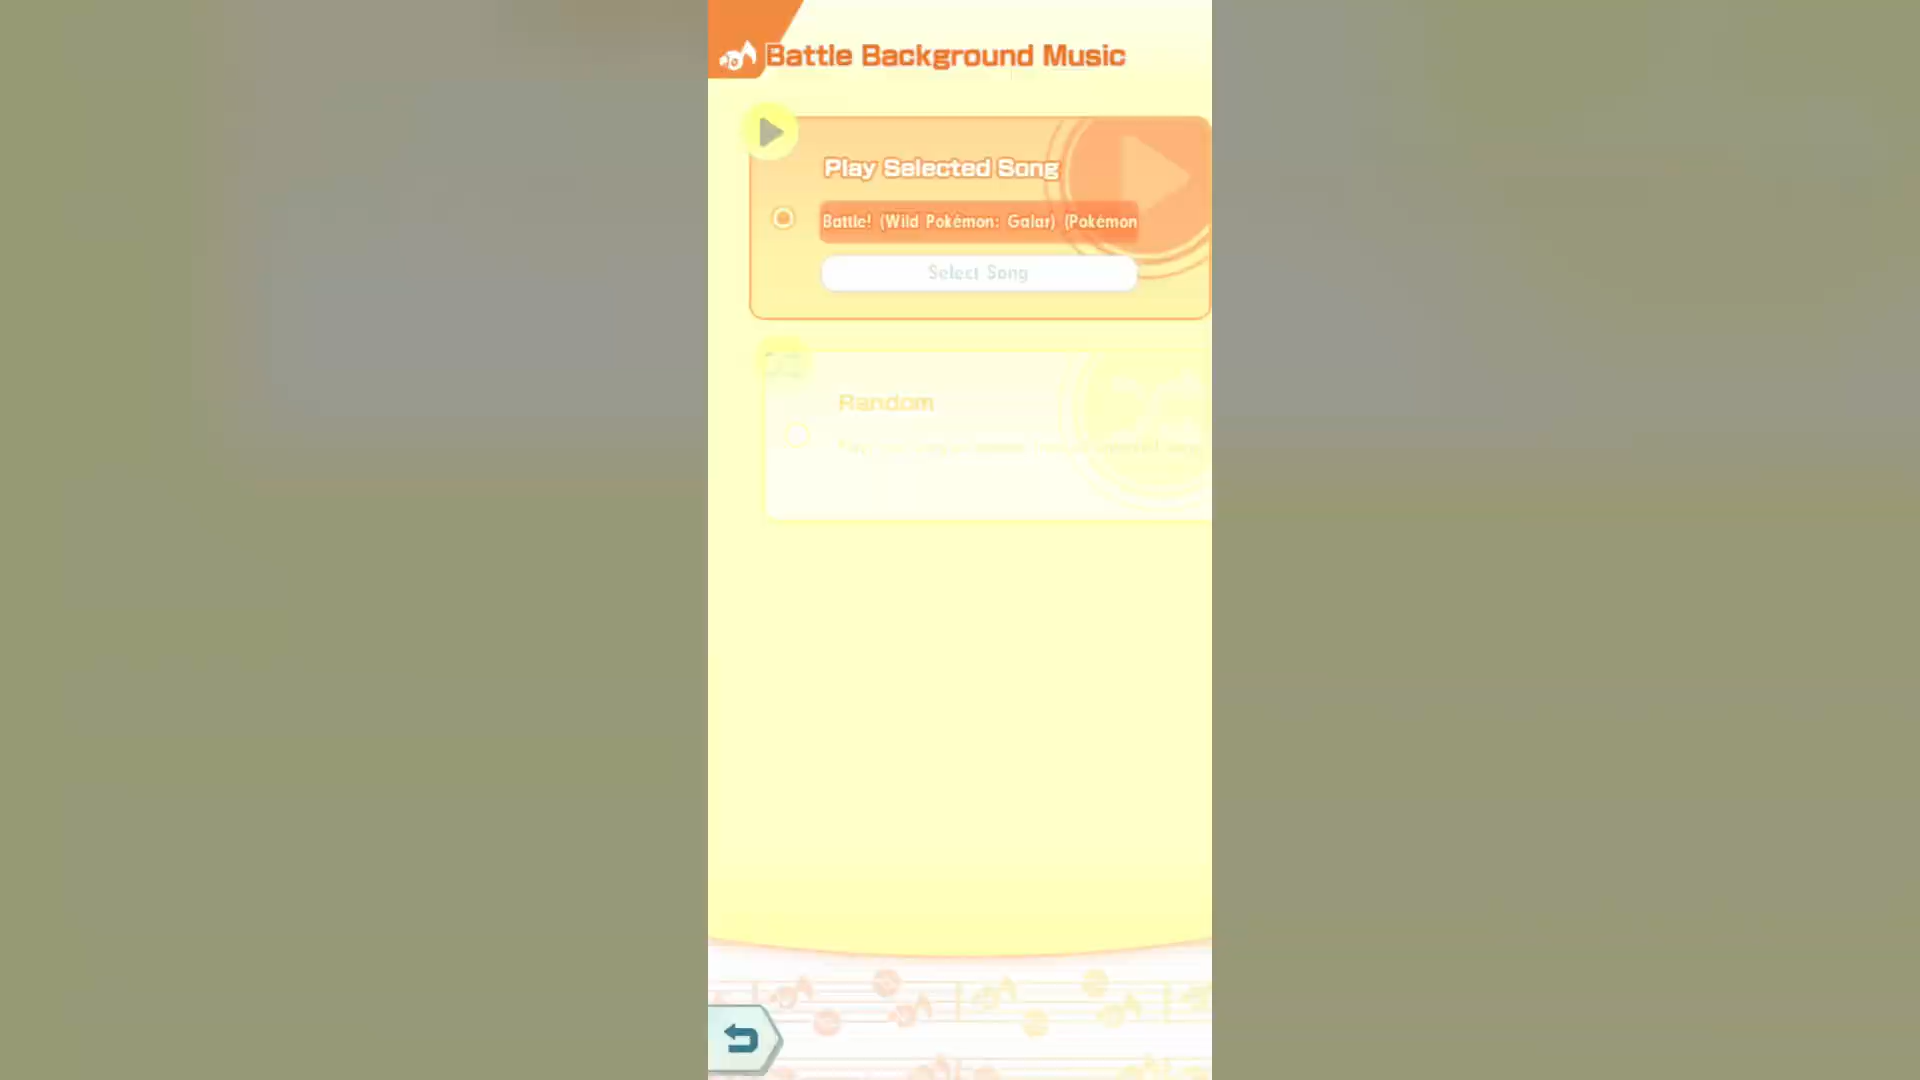 Battle Background Music
Play Selected Song
Battle! (Wild Pokémon: Galar) (Pokémon
Select Song
Random